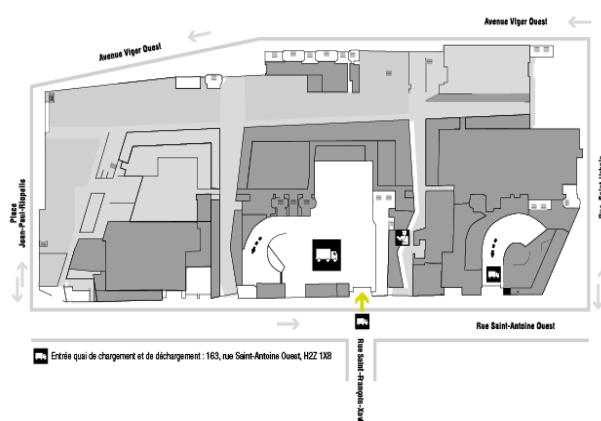 Avenue Viger Ouest
Avenue Viger Ouest
Place
Jean-Paul-Riopelle
Rue Saint-Antoine Ouest
Entrée quai de chargement et de déchargement : 163, rue Saint-Antoine Ouest, H2Z 1X8
Rue Saint-François-Xav